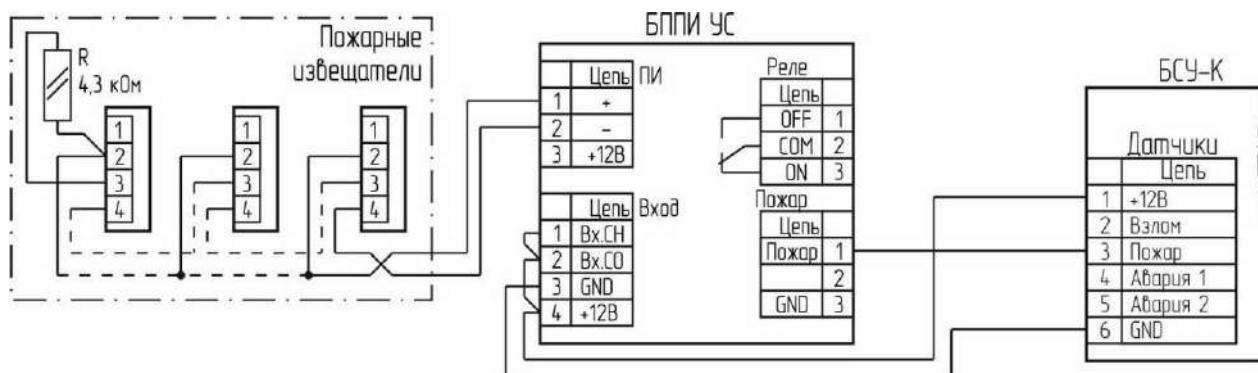 Пожарные
извещатели
R
4,3 кОм
1
2
3
4
1
2
3
4
1
2
3
4
БППИ УС
Цепь ПИ
1 +
2 –
3 +12В
Цепь Вход
1 Вх.СН
2 Вх.СО
3 GND
4 +12В
Реле
Цепь
OFF 1
COM 2
ON 3
Пожар
Цепь
Пожар 1
2
GND 3
БСУ-К
Датчики
Цепь
1 +12В
2 Взлом
3 Пожар
4 Авария 1
5 Авария 2
6 GND